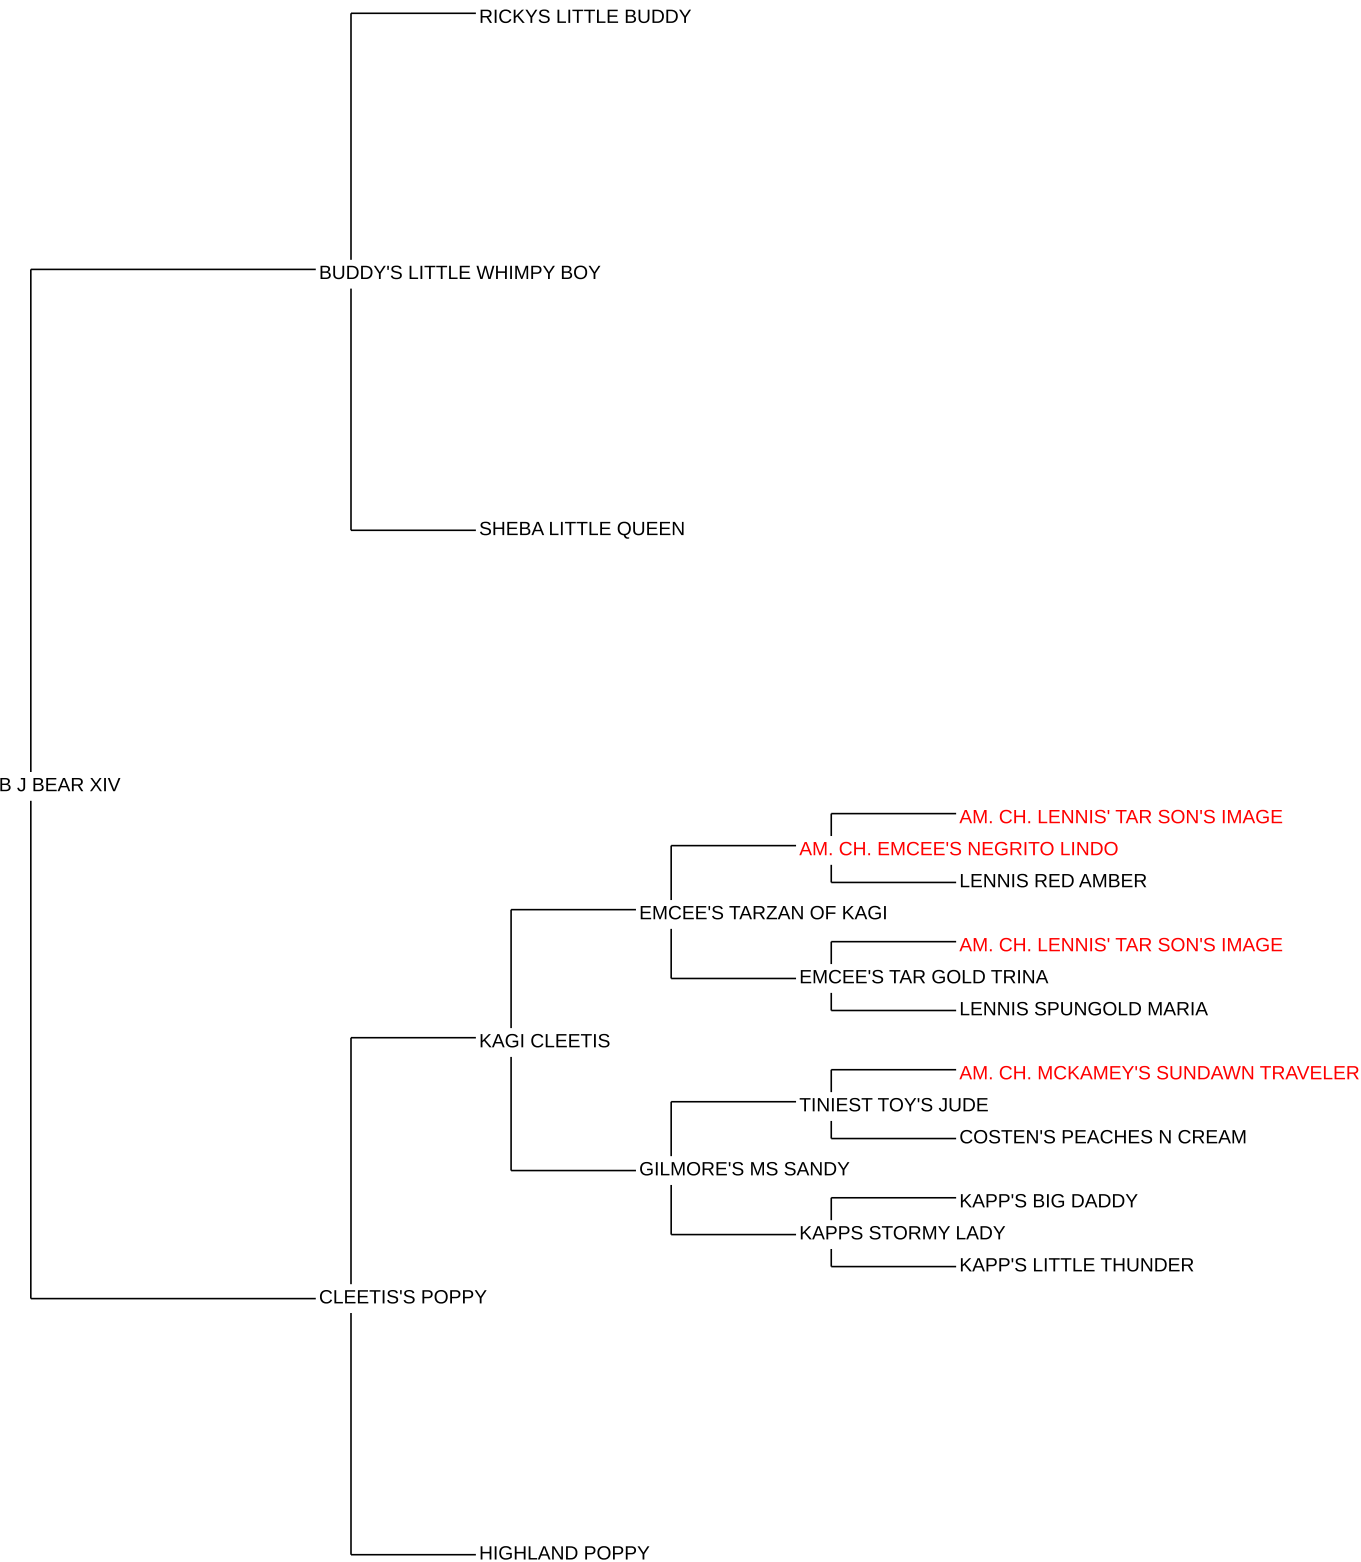 RICKYS LITTLE BUDDY
BUDDY'S LITTLE WHIMPY BOY
SHEBA LITTLE QUEEN
B J BEAR XIV
AM. CH. LENNIS' TAR SON'S IMAGE
AM. CH. EMCEE'S NEGRITO LINDO
LENNIS RED AMBER
EMCEE'S TARZAN OF KAGI
AM. CH. LENNIS' TAR SON'S IMAGE
EMCEE'S TAR GOLD TRINA
LENNIS SPUNGOLD MARIA
KAGI CLEETIS
AM. CH. MCKAMEY'S SUNDAWN TRAVELER
TINIEST TOY'S JUDE
COSTEN'S PEACHES N CREAM
GILMORE'S MS SANDY
KAPP'S BIG DADDY
KAPPS STORMY LADY
KAPP'S LITTLE THUNDER
CLEETIS'S POPPY
HIGHLAND POPPY